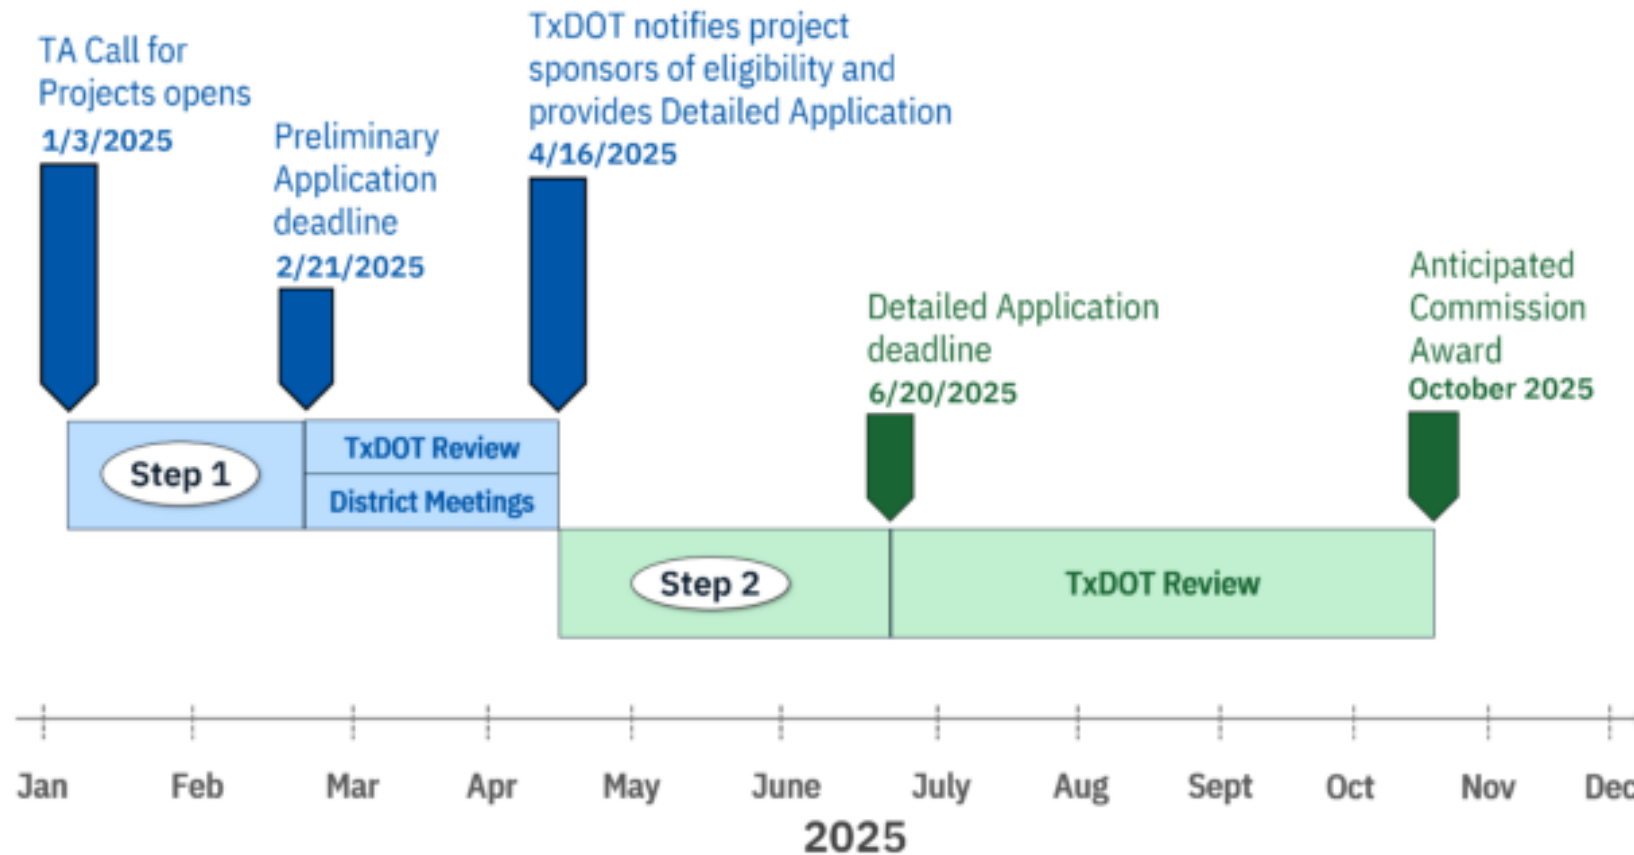 TA Call for
Projects opens
1/3/2025
Preliminary
Application
deadline
2/21/2025
TxDOT notifies project
sponsors of eligibility and
provides Detailed Application
4/16/2025
Detailed Application
deadline
6/20/2025
Anticipated
Commission
Award
October 2025
Step 1
TxDOT Review
District Meetings
Step 2
TxDOT Review
Jan Feb Mar Apr May June July Aug Sept Oct Nov Dec
2025